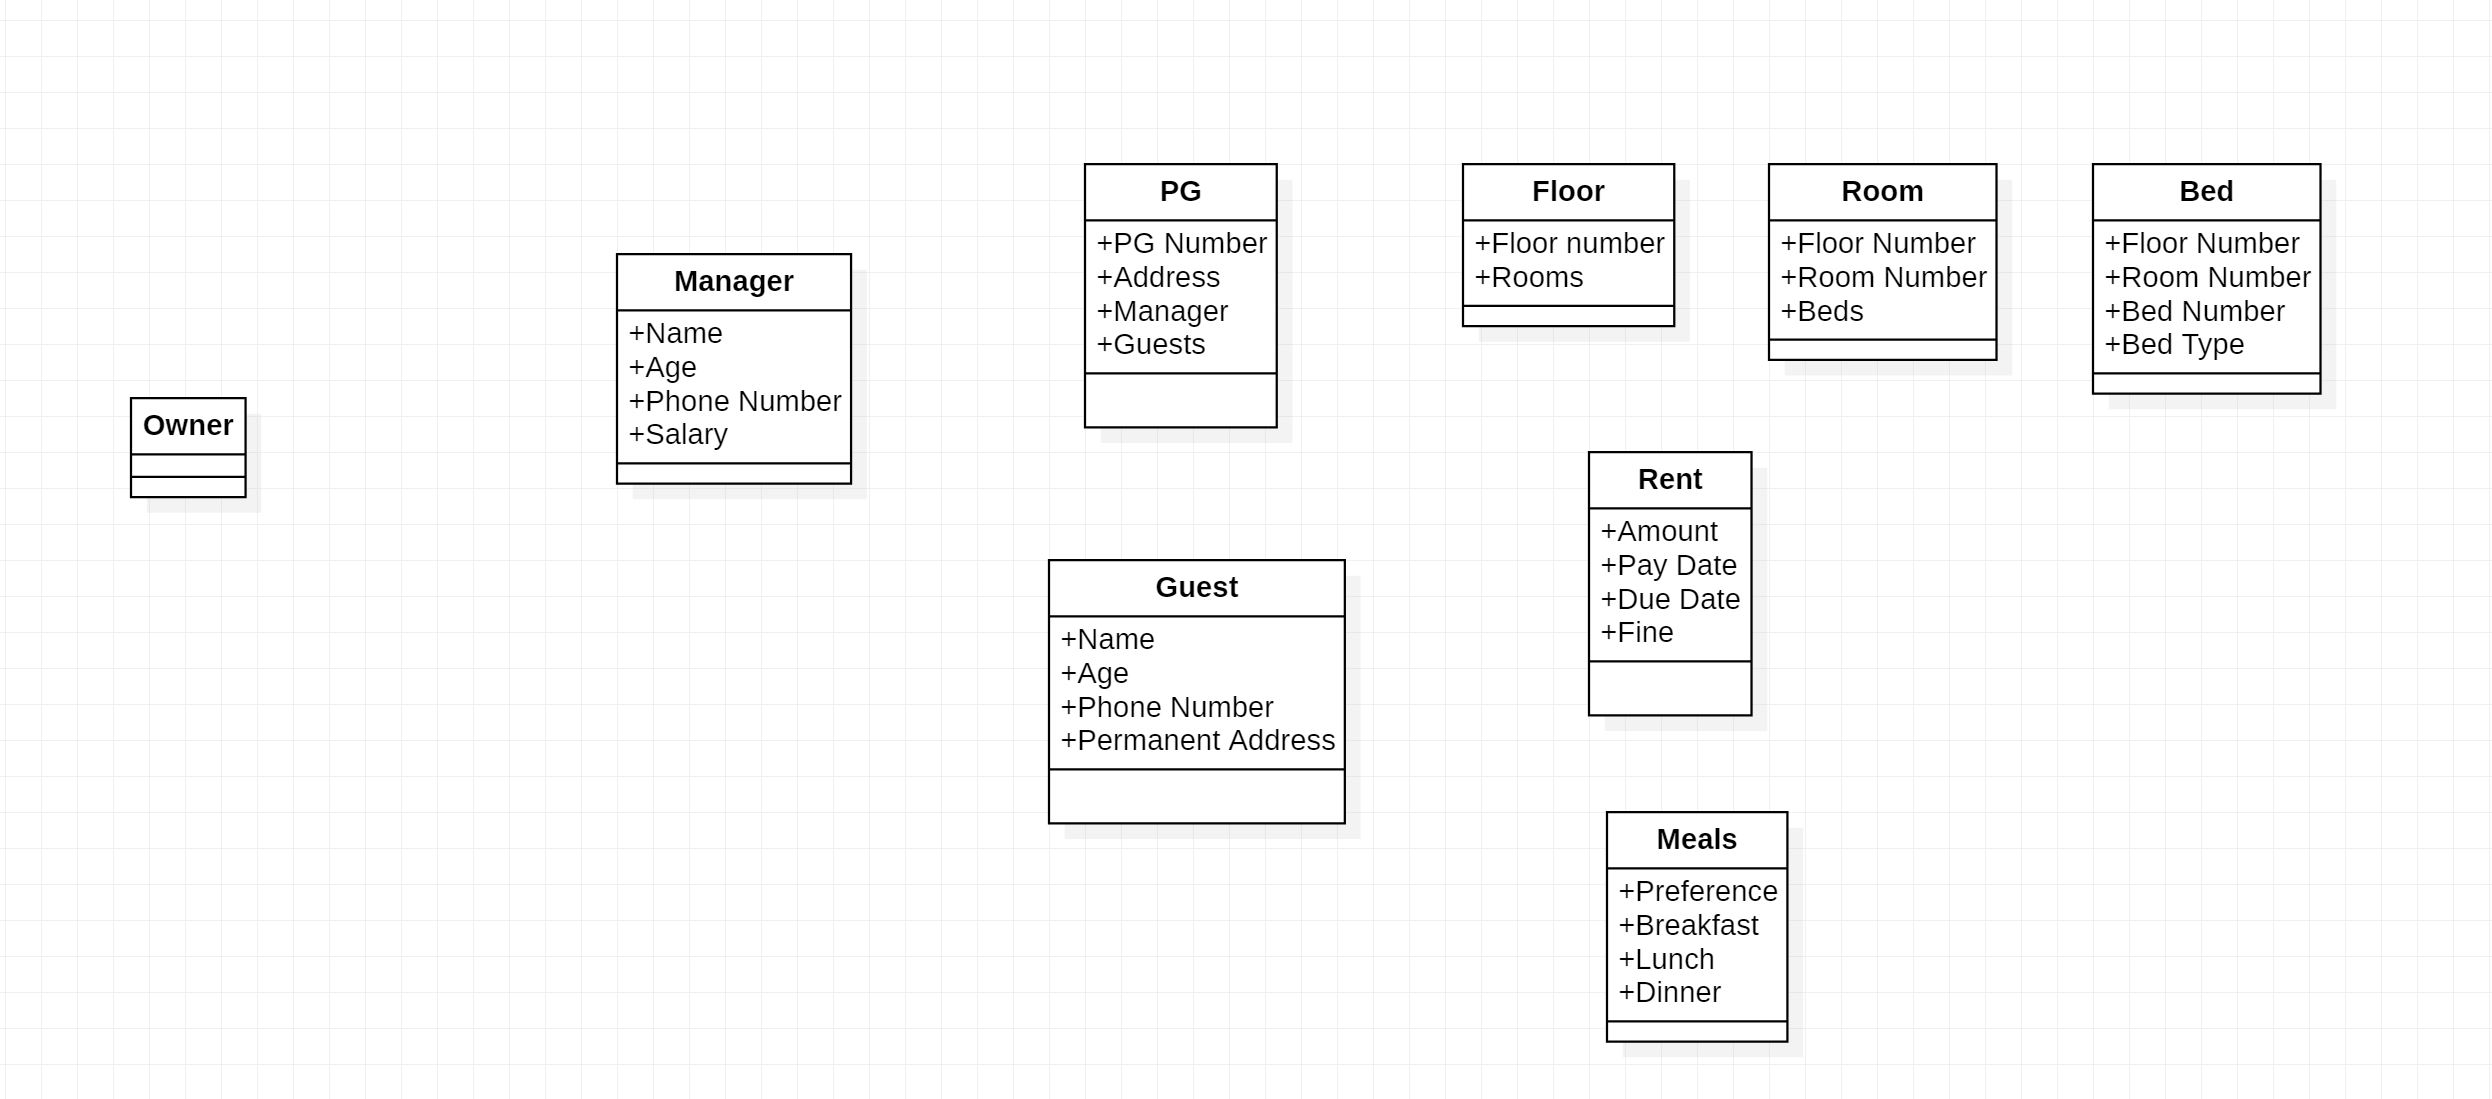 Owner
Manager
+Name
+Age
+Phone Number
+Salary
PG
+PG Number
+Address
+Manager
+Guests
Guest
+Name
+Age
+Phone Number
+Permanent Address
Floor
+Floor number
+Rooms
Room
+Floor Number
+Room Number
+Beds
Bed
+Floor Number
+Room Number
+Bed Number
+Bed Type
Rent
+Amount
+Pay Date
+Due Date
+Fine
Meals
+Preference
+Breakfast
+Lunch
+Dinner